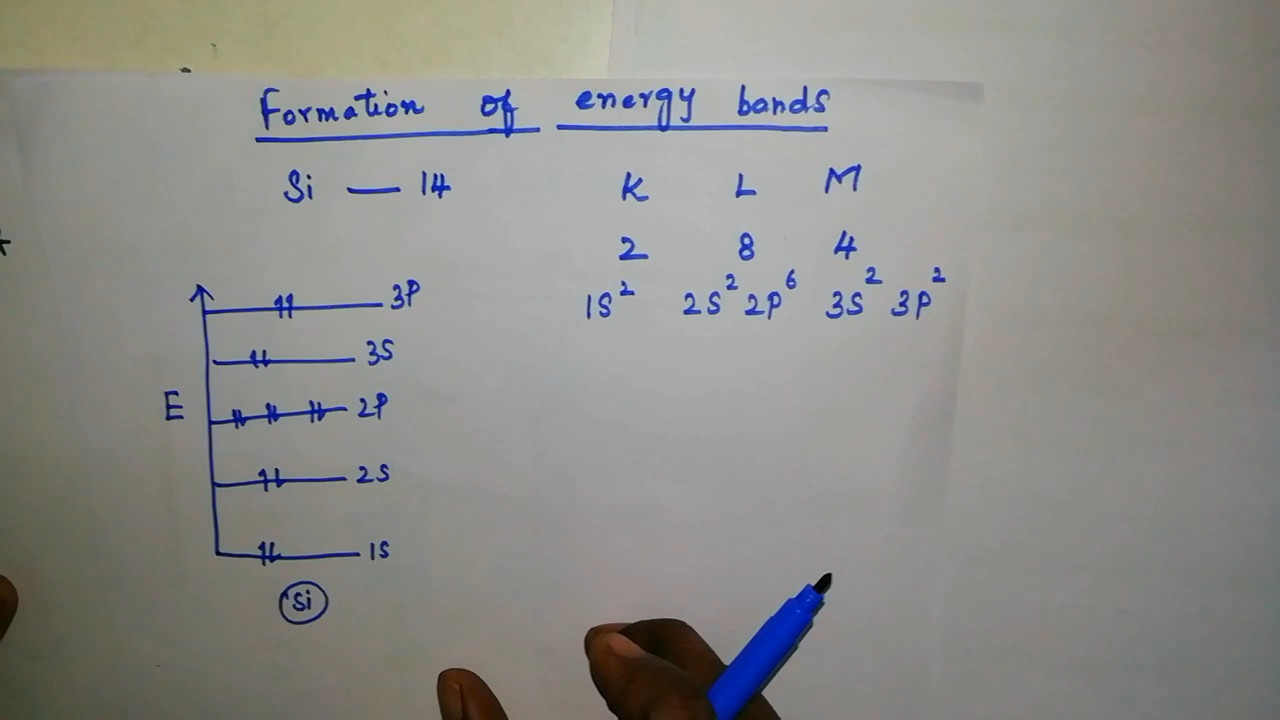 Formation of energy bands
Si — 14 K L M
2 8 4
1S² 2S² 2P⁶ 3S² 3P²
3P
3S
E
2P
2S
1S
Si